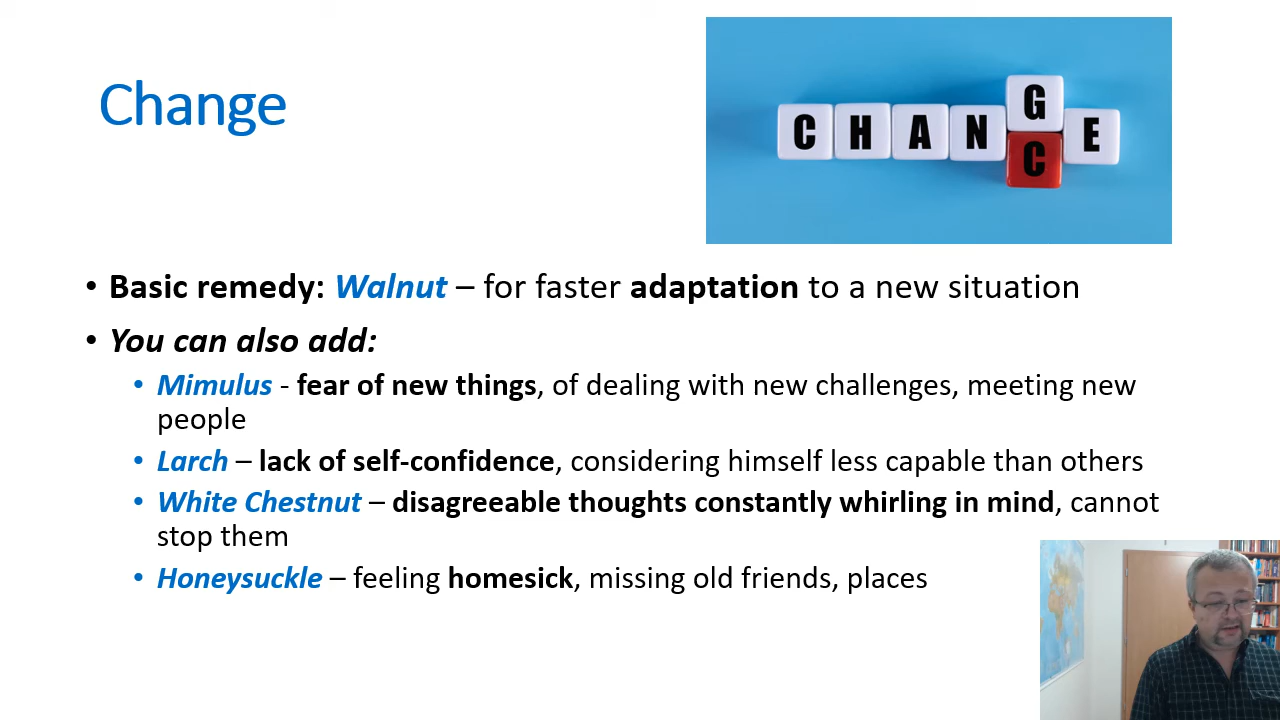 Change
CHANGE
C
• Basic remedy: Walnut – for faster adaptation to a new situation
• You can also add:
• Mimulus - fear of new things, of dealing with new challenges, meeting new
people
• Larch – lack of self-confidence, considering himself less capable than others
• White Chestnut – disagreeable thoughts constantly whirling in mind, cannot
stop them
• Honeysuckle – feeling homesick, missing old friends, places